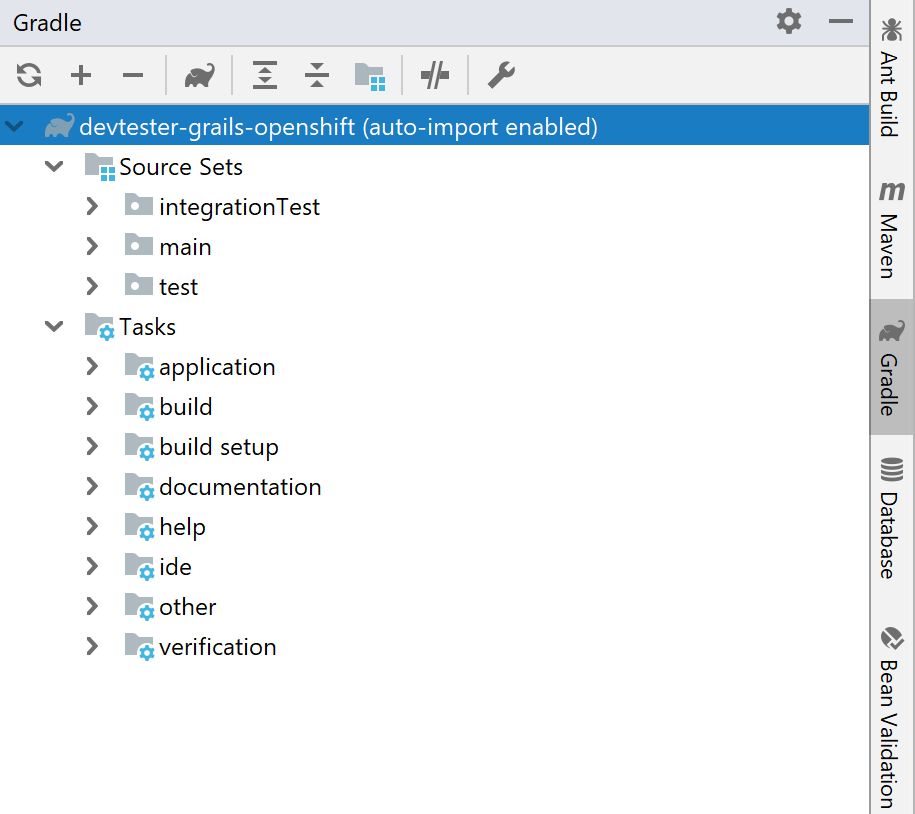 Gradle
devtester-grails-openshift (auto-import enabled)
Source Sets
integrationTest
main
test
Tasks
application
build
build setup
documentation
help
ide
other
verification
Ant Build
m
Maven
Gradle
Database
Bean Validation